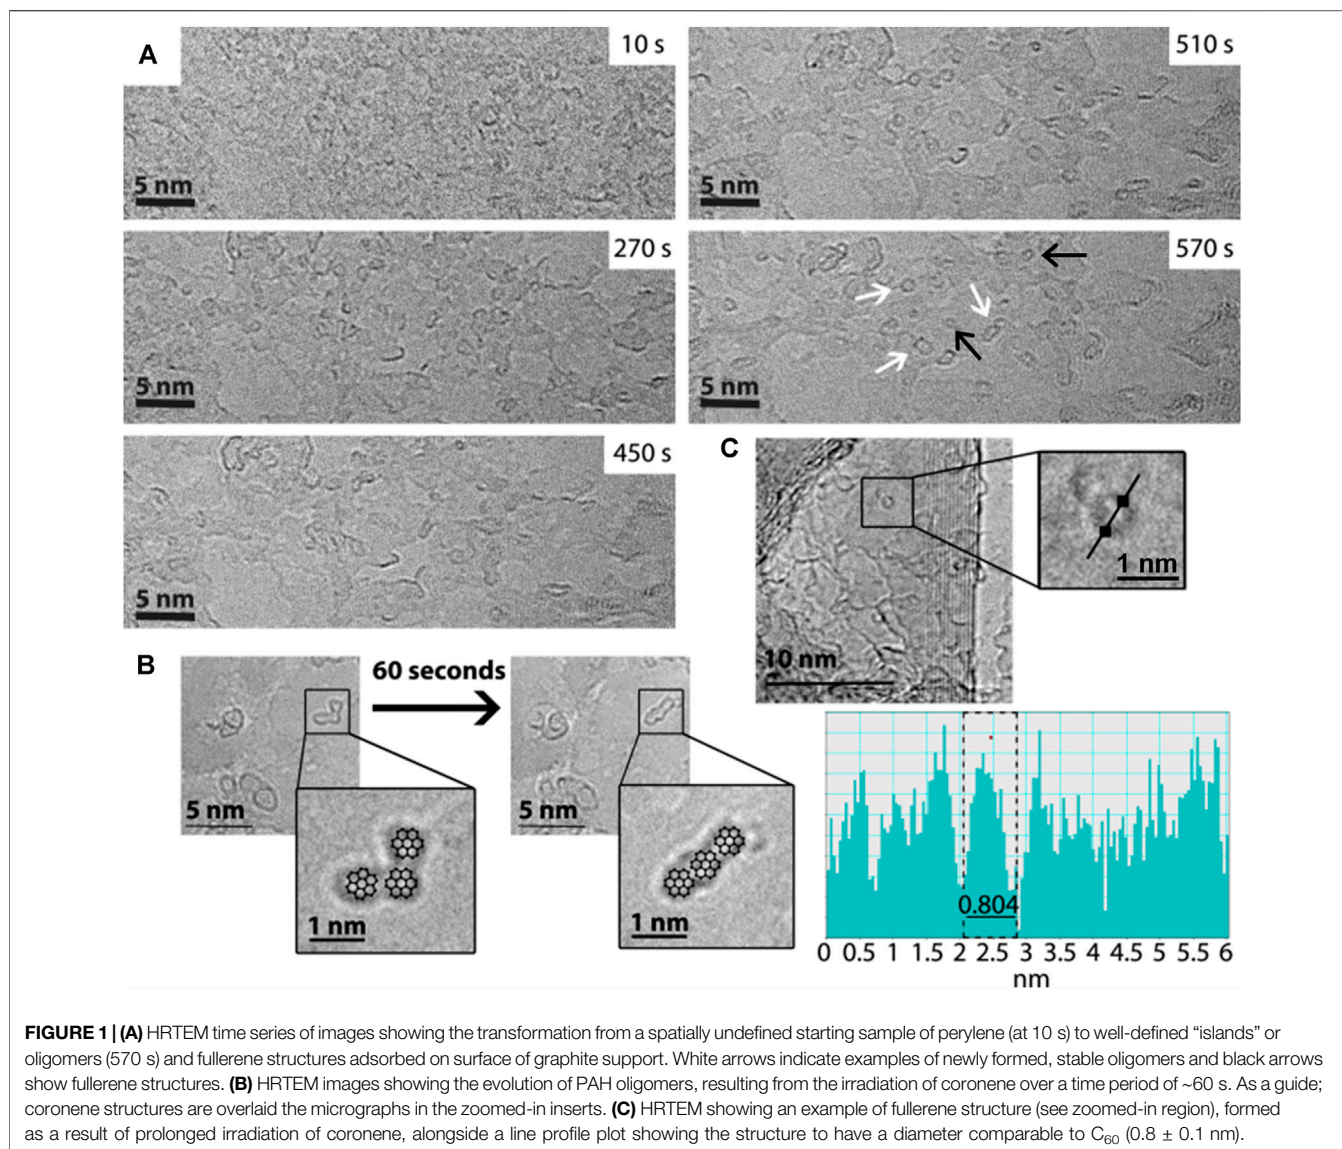 A
10 s
5 nm
510 s
5 nm
270 s
5 nm
570 s
5 nm
450 s
5 nm
C
1 nm
10 nm
B
60 seconds
5 nm
5 nm
1 nm
1 nm
0.804
0 0.5 1 1.5 2 2.5 3 3.5 4 4.5 5 5.5 6
nm
FIGURE 1 | (A) HRTEM time series of images showing the transformation from a spatially undefined starting sample of perylene (at 10 s) to well-defined “islands” or
oligomers (570 s) and fullerene structures adsorbed on surface of graphite support. White arrows indicate examples of newly formed, stable oligomers and black arrows
show fullerene structures. (B) HRTEM images showing the evolution of PAH oligomers, resulting from the irradiation of coronene over a time period of ~60 s. As a guide;
coronene structures are overlaid the micrographs in the zoomed-in inserts. (C) HRTEM showing an example of fullerene structure (see zoomed-in region), formed
as a result of prolonged irradiation of coronene, alongside a line profile plot showing the structure to have a diameter comparable to C60 (0.8 ± 0.1 nm).